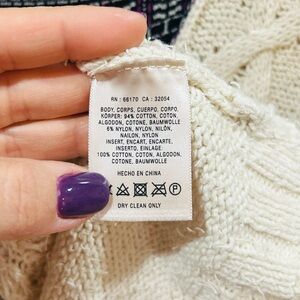 RN : 66170 CA : 32054
BODY, CORPS, CUERPO, CORPO,
KÖRPER: 94% COTTON, COTON,
ALGODON, COTONE, BAUMWOLLE
6% NYLON, NYLON, NILÓN,
NAILON, NYLON
INSERT, ENCART, ENCARTE,
INSERTO, EINLAGE:
100% COTTON, COTON, ALGODON,
COTONE, BAUMWOLLE
HECHO EN CHINA
P
DRY CLEAN ONLY